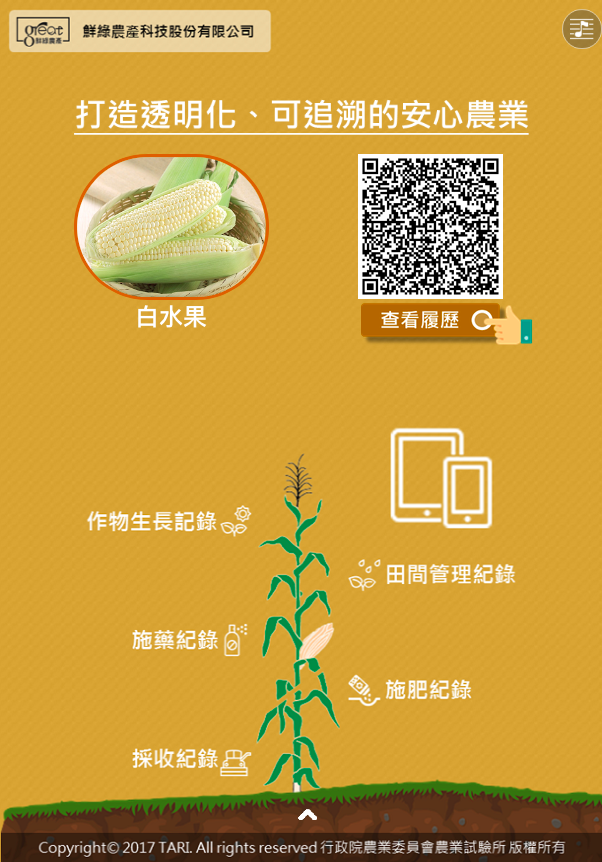 great
鮮綠農產
鮮綠農產科技股份有限公司
打造透明化、可追溯的安心農業
白水果
查看履歷
作物生長記錄
田間管理紀錄
施藥紀錄
施肥紀錄
採收紀錄
Copyright© 2017 TARI. All rights reserved 行政院農業委員會農業試驗所 版權所有